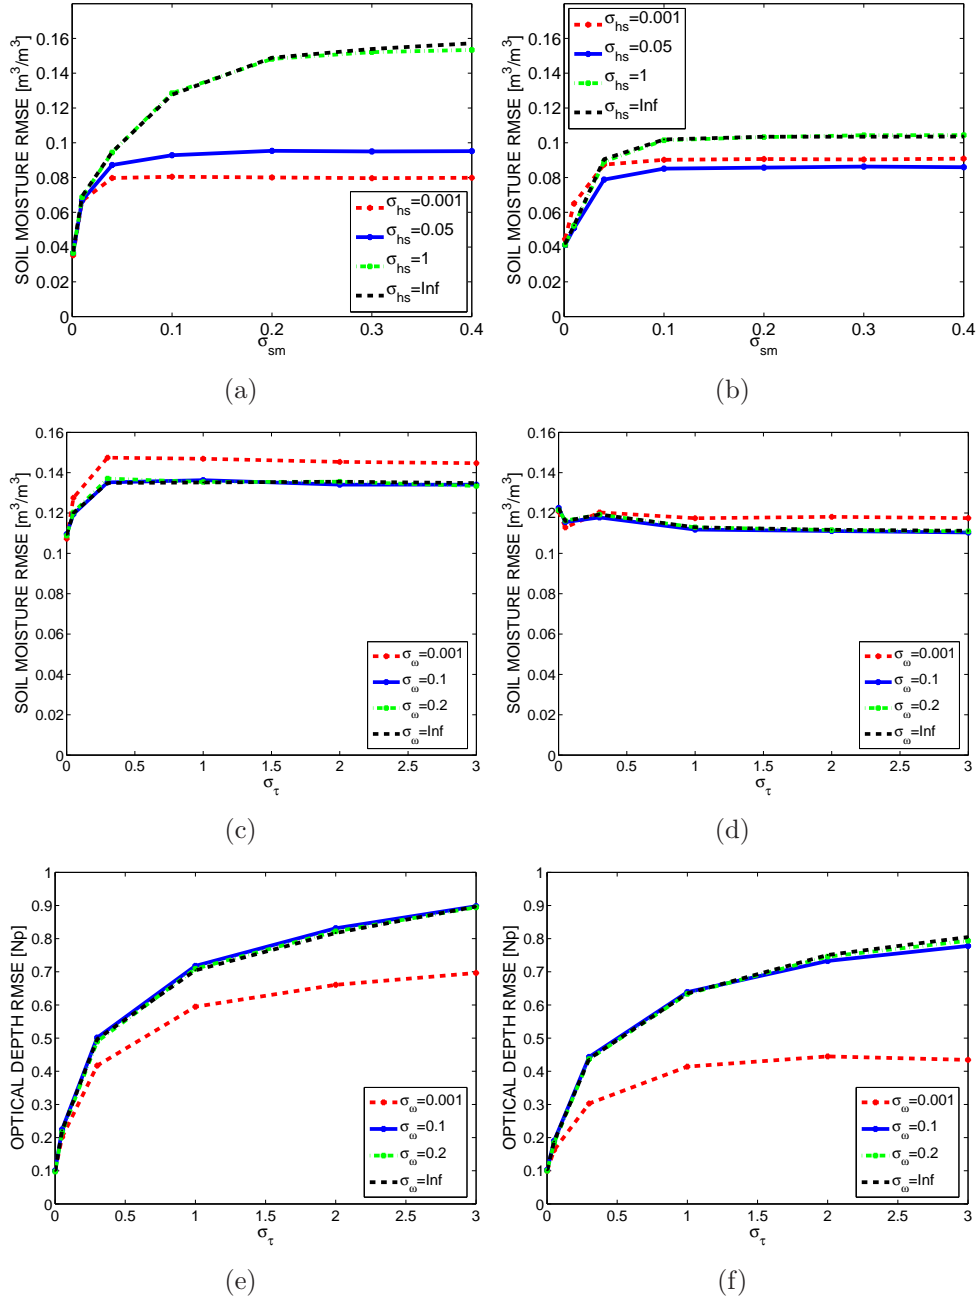 SOIL MOISTURE RMSE [m³/m³]
0.16
0.14
0.12
0.1
0.08
0.06
0.04
0.02
0
σhs=0.001
σhs=0.05
σhs=1
σhs=Inf
0 0.1 0.2 0.3 0.4
σsm
(a)
SOIL MOISTURE RMSE [m³/m³]
0.16
0.14
0.12
0.1
0.08
0.06
0.04
0.02
0
σhs=0.001
σhs=0.05
σhs=1
σhs=Inf
0 0.1 0.2 0.3 0.4
σsm
(b)
SOIL MOISTURE RMSE [m³/m³]
0.16
0.14
0.12
0.1
0.08
0.06
0.04
0.02
0
σω=0.001
σω=0.1
σω=0.2
σω=Inf
0 0.5 1 1.5 2 2.5 3
στ
(c)
SOIL MOISTURE RMSE [m³/m³]
0.16
0.14
0.12
0.1
0.08
0.06
0.04
0.02
0
σω=0.001
σω=0.1
σω=0.2
σω=Inf
0 0.5 1 1.5 2 2.5 3
στ
(d)
OPTICAL DEPTH RMSE [Np]
1
0.9
0.8
0.7
0.6
0.5
0.4
0.3
0.2
0.1
0
σω=0.001
σω=0.1
σω=0.2
σω=Inf
0 0.5 1 1.5 2 2.5 3
στ
(e)
OPTICAL DEPTH RMSE [Np]
1
0.9
0.8
0.7
0.6
0.5
0.4
0.3
0.2
0.1
0
σω=0.001
σω=0.1
σω=0.2
σω=Inf
0 0.5 1 1.5 2 2.5 3
στ
(f)